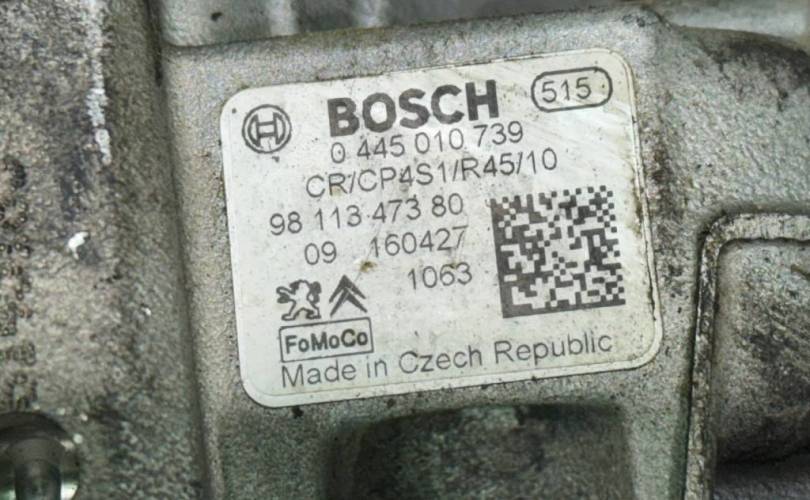 BOSCH 515
0 445 010 739
CR/CP4S1/R45/10
98 113 473 80
09 160427
1063
FoMoCo
Made in Czech Republic